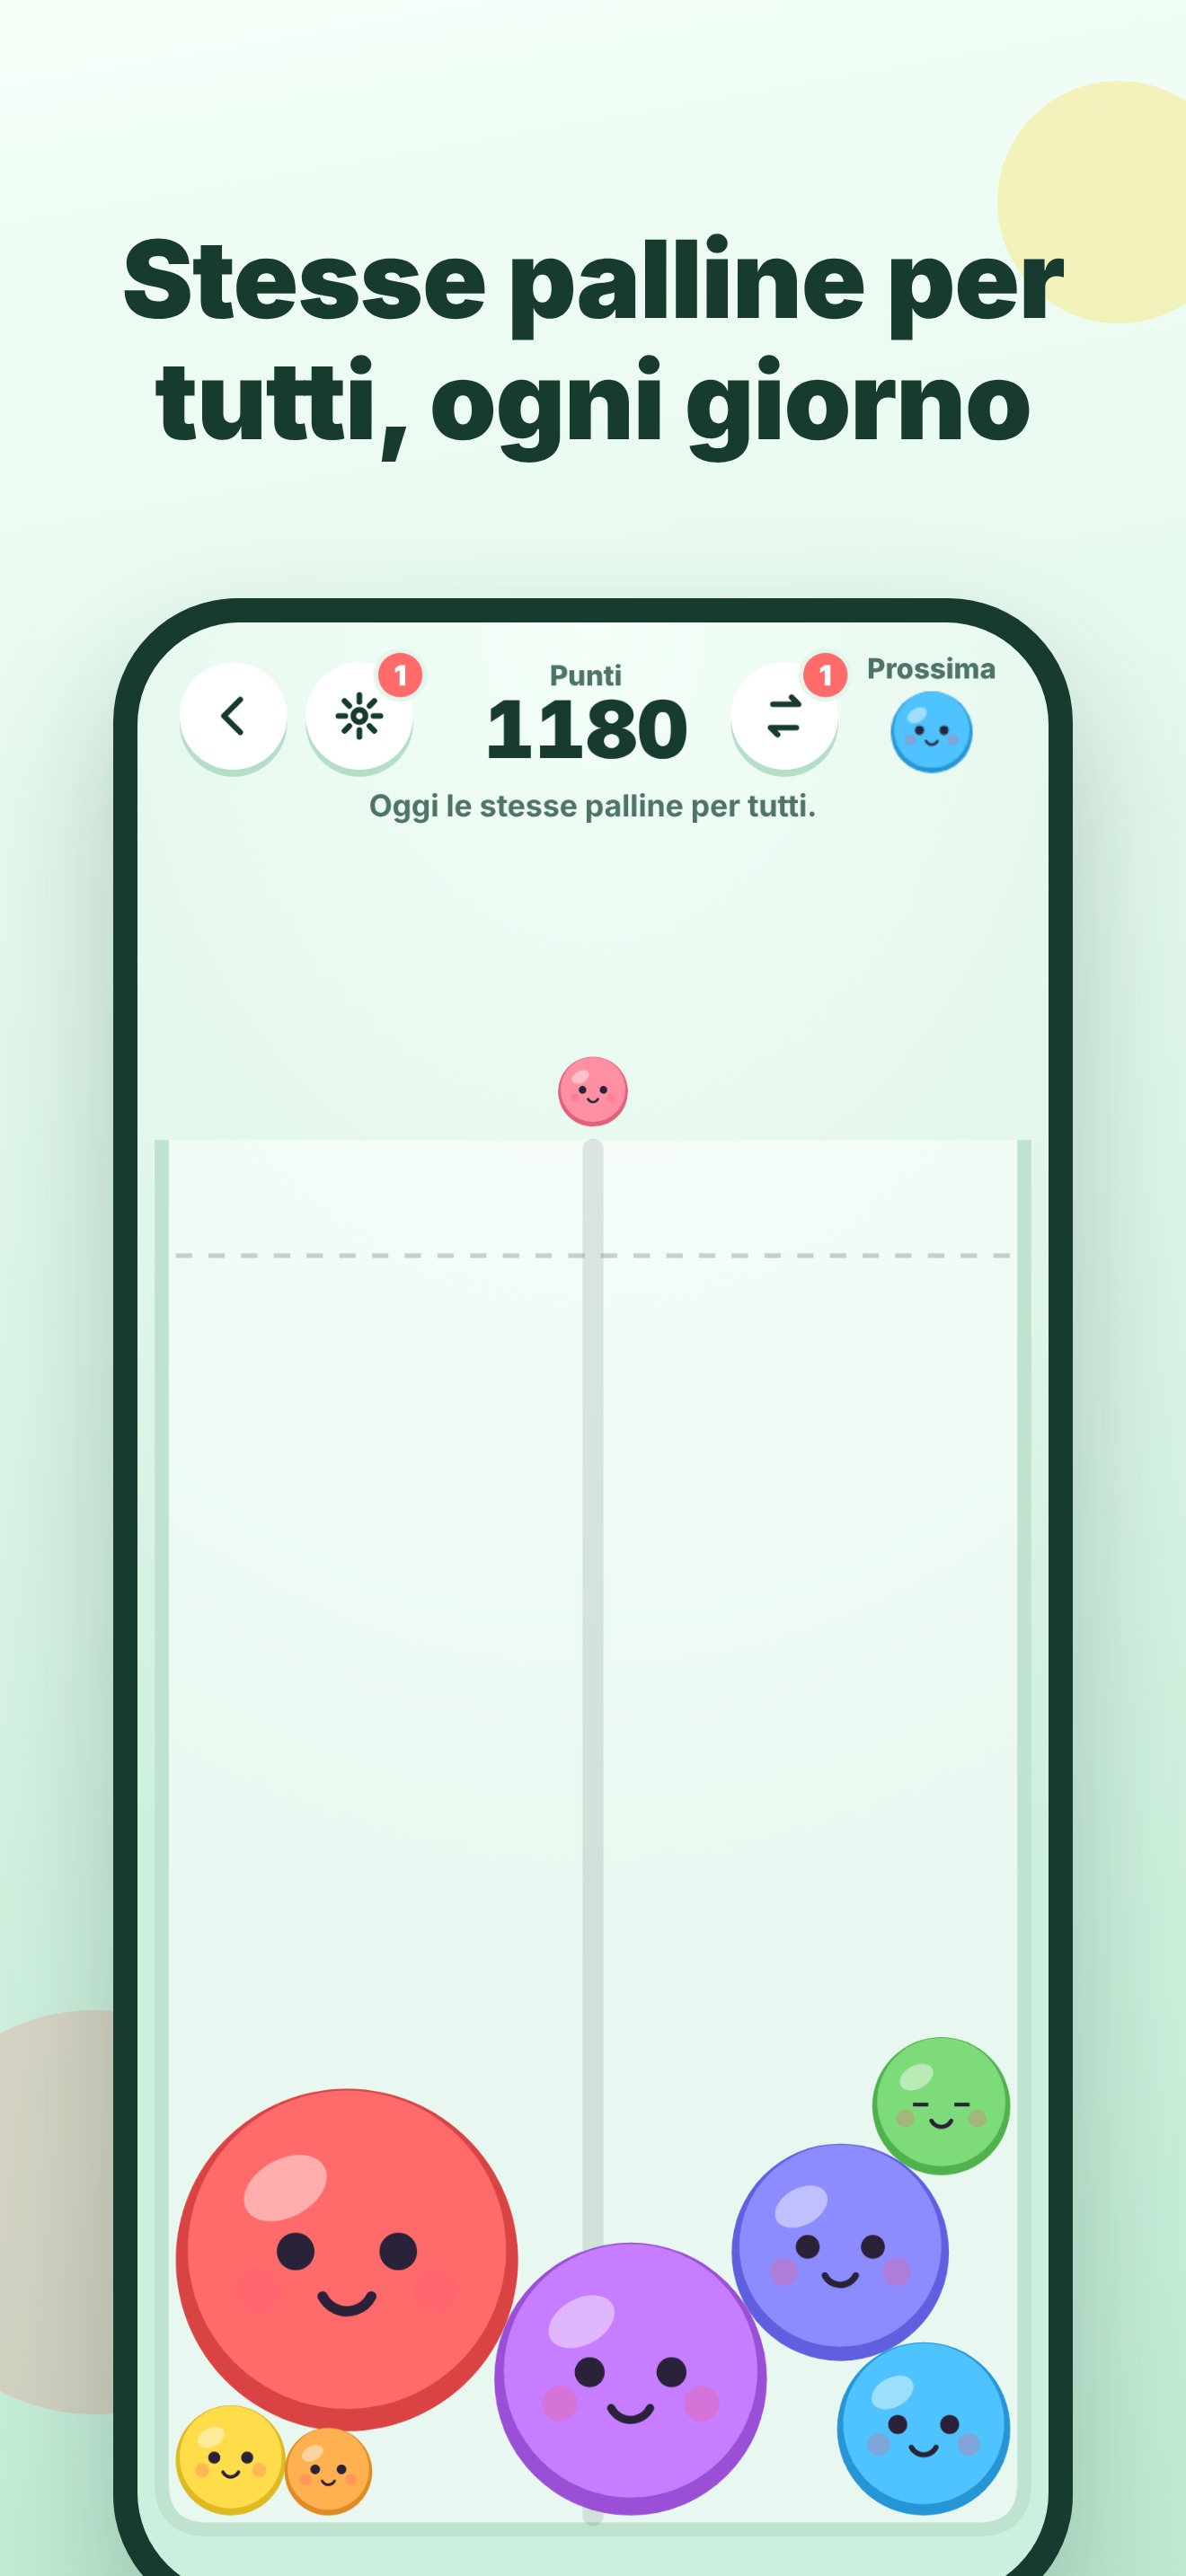 Stesse palline per
tutti, ogni giorno
1
Punti
1180
1
Prossima
Oggi le stesse palline per tutti.